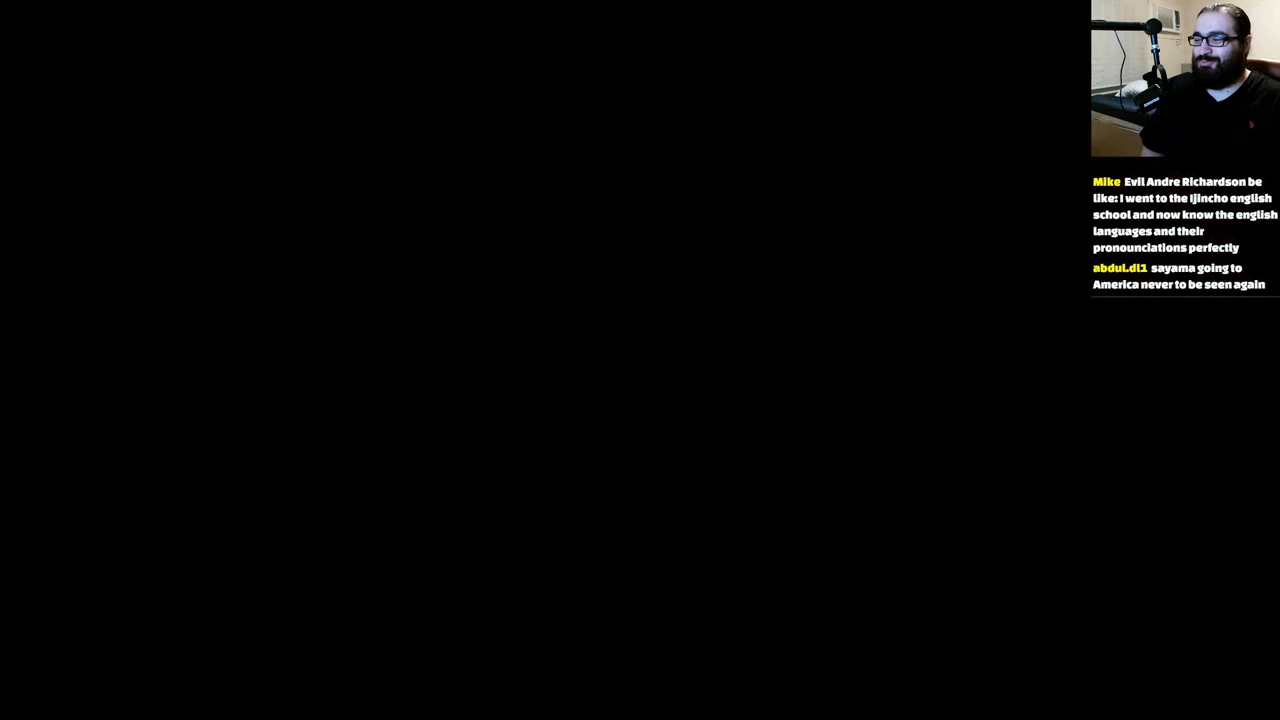 Mike Evil Andre Richardson be
like: I went to the Ijincho english
school and now know the english
languages and their
pronounciations perfectly
abdul.dl1 sayama going to
America never to be seen again